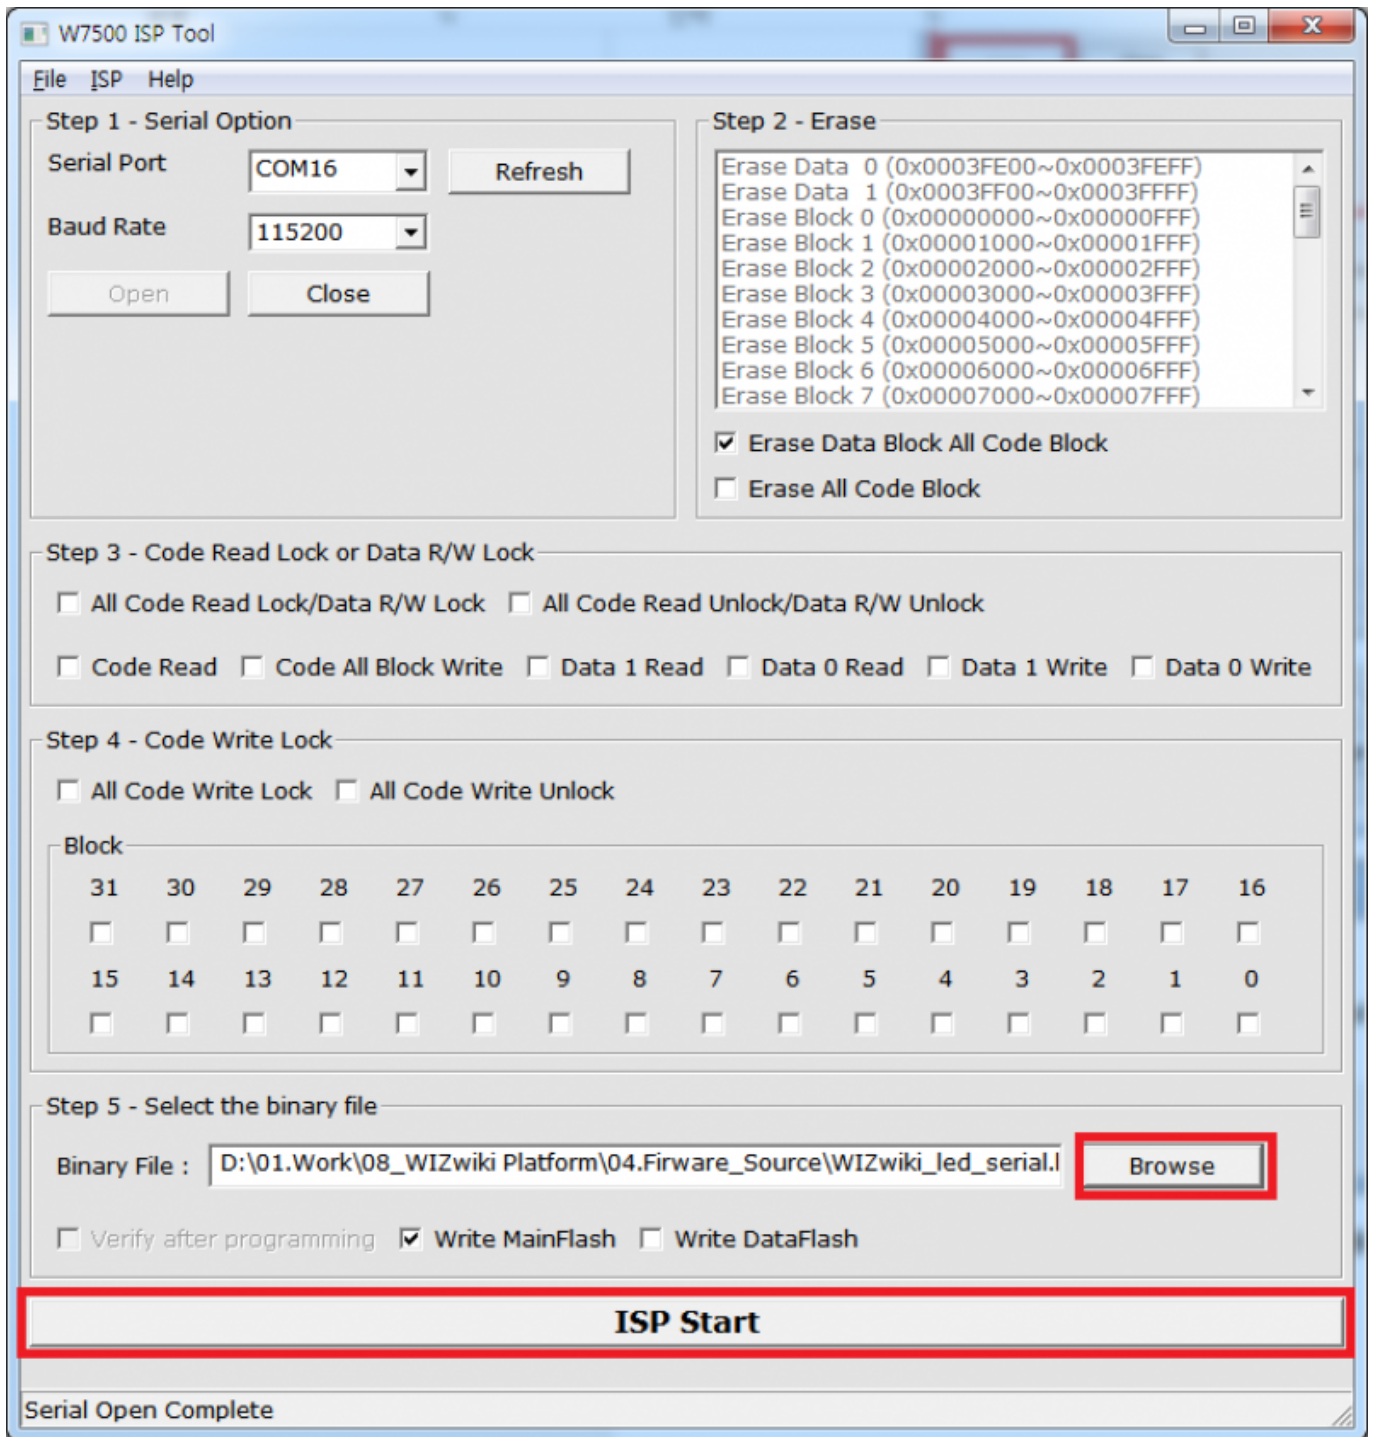 W7500 ISP Tool
File ISP Help
Step 1 - Serial Option
Serial Port COM16 Refresh
Baud Rate 115200
Open Close
Step 2 - Erase
Erase Data 0 (0x0003FE00~0x0003FEFF)
Erase Data 1 (0x0003FF00~0x0003FFFF)
Erase Block 0 (0x00000000~0x00000FFF)
Erase Block 1 (0x00001000~0x00001FFF)
Erase Block 2 (0x00002000~0x00002FFF)
Erase Block 3 (0x00003000~0x00003FFF)
Erase Block 4 (0x00004000~0x00004FFF)
Erase Block 5 (0x00005000~0x00005FFF)
Erase Block 6 (0x00006000~0x00006FFF)
Erase Block 7 (0x00007000~0x00007FFF)
Erase Data Block All Code Block
Erase All Code Block
Step 3 - Code Read Lock or Data R/W Lock
All Code Read Lock/Data R/W Lock All Code Read Unlock/Data R/W Unlock
Code Read Code All Block Write Data 1 Read Data 0 Read Data 1 Write Data 0 Write
Step 4 - Code Write Lock
All Code Write Lock All Code Write Unlock
Block
31 30 29 28 27 26 25 24 23 22 21 20 19 18 17 16
15 14 13 12 11 10 9 8 7 6 5 4 3 2 1 0
Step 5 - Select the binary file
Binary File : D:\01.Work\08_WIZwiki Platform\04.Firware_Source\WIZwiki_led_serial. Browse
Verify after programming Write MainFlash Write DataFlash
ISP Start
Serial Open Complete